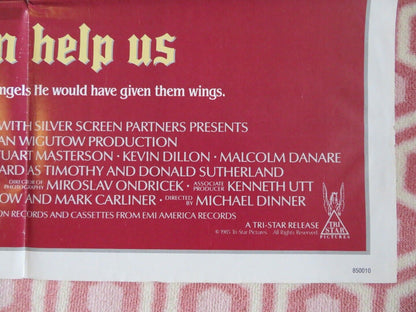 n help us
ngels He would have given them wings.
WITH SILVER SCREEN PARTNERS PRESENTS
AN WIGUTOW PRODUCTION
TUART MASTERSON · KEVIN DILLON · MALCOLM DANARE
ARD AS TIMOTHY AND DONALD SUTHERLAND
DIRECTOR OF PHOTOGRAPHY MIROSLAV ONDRICEK · ASSOCIATE PRODUCER KENNETH UTT
OW AND MARK CARLINER · DIRECTED BY MICHAEL DINNER
ON RECORDS AND CASSETTES FROM EMI AMERICA RECORDS
A TRI-STAR RELEASE
© 1985 Tri-Star Pictures. All Rights Reserved.
TRI
STAR
PICTURES
850010